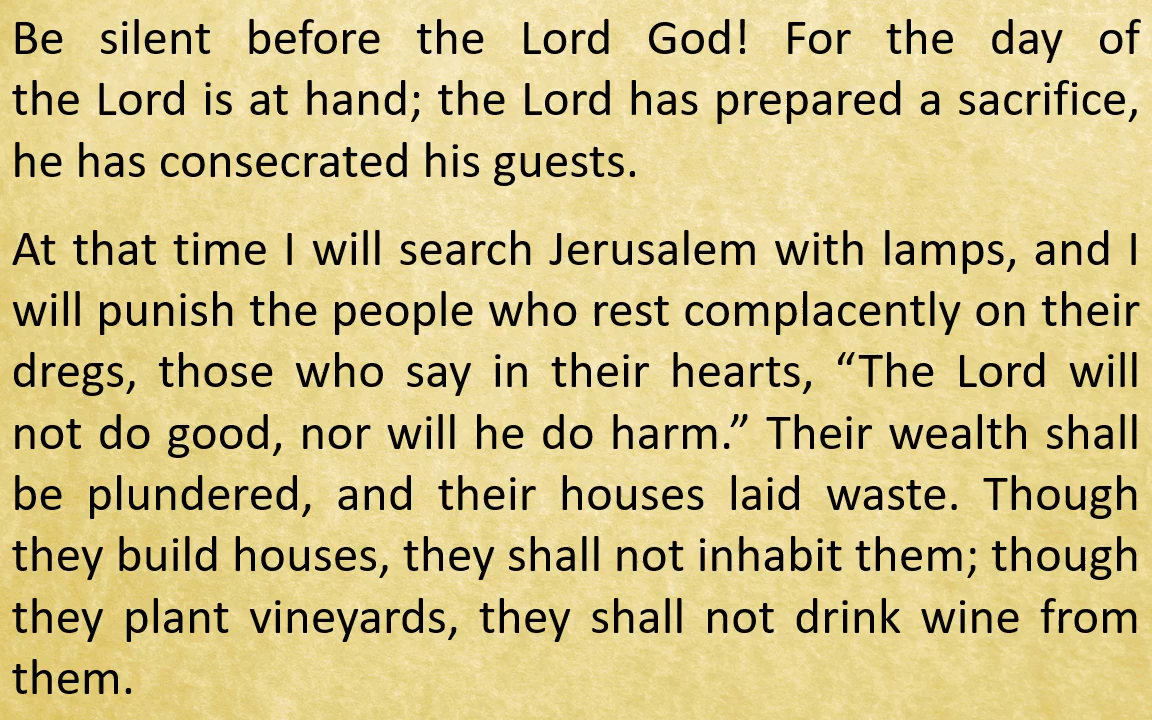 Be silent before the Lord God! For the day of
the Lord is at hand; the Lord has prepared a sacrifice,
he has consecrated his guests.
At that time I will search Jerusalem with lamps, and I
will punish the people who rest complacently on their
dregs, those who say in their hearts, “The Lord will
not do good, nor will he do harm.” Their wealth shall
be plundered, and their houses laid waste. Though
they build houses, they shall not inhabit them; though
they plant vineyards, they shall not drink wine from
them.